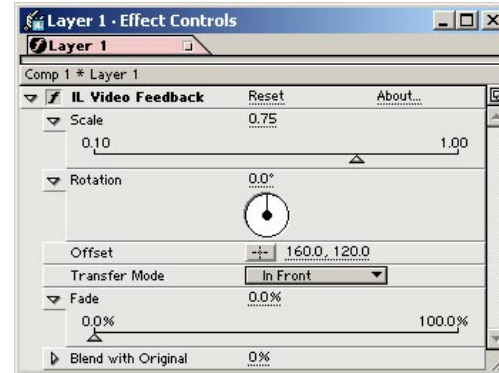 Layer 1 · Effect Controls
Layer 1
Comp 1 * Layer 1
IL Video Feedback Reset About...
Scale 0.75
0.10 1.00
Rotation 0.0°
Offset 160.0, 120.0
Transfer Mode In Front
Fade 0.0%
0.0% 100.0%
Blend with Original 0%